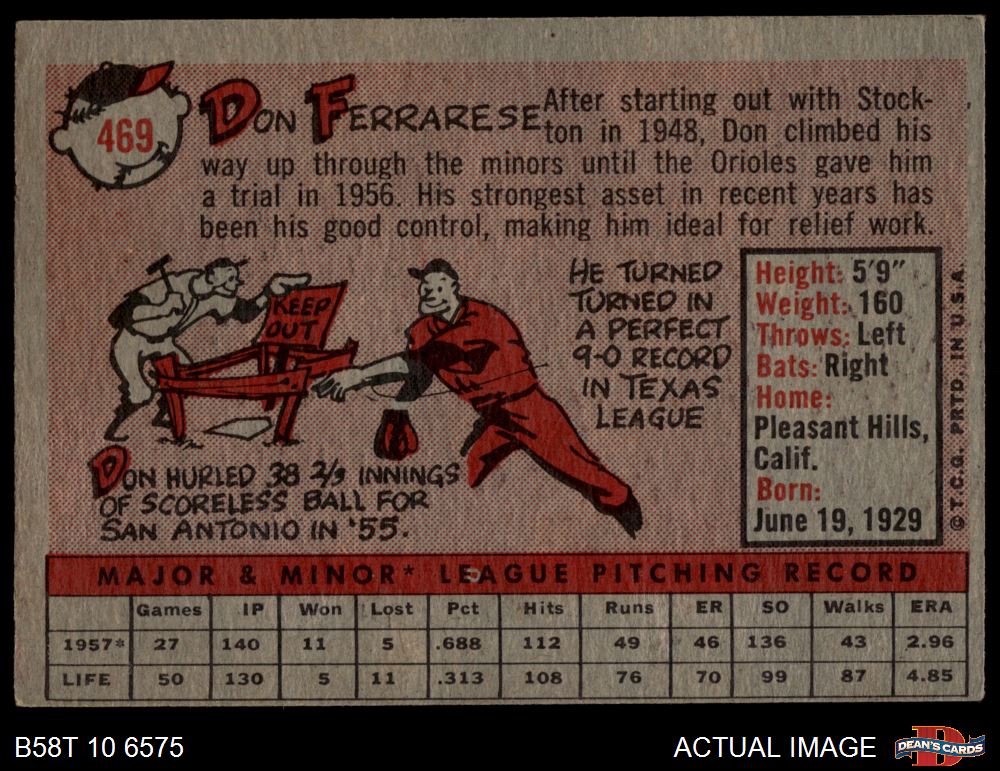 469
DON FERRARESE
After starting out with Stock-
ton in 1948, Don climbed his
way up through the minors until the Orioles gave him
a trial in 1956. His strongest asset in recent years has
been his good control, making him ideal for relief work.
KEEP
OUT
DON HURLED 38 2/3 INNINGS
OF SCORELESS BALL FOR
SAN ANTONIO IN '55.
HE TURNED
TURNED IN
A PERFECT
9-0 RECORD
IN TEXAS
LEAGUE
Height: 5'9"
Weight: 160
Throws: Left
Bats: Right
Home:
Pleasant Hills,
Calif.
Born:
June 19, 1929
© T.C.G. PRTD. IN U.S.A.
MAJOR & MINOR* LEAGUE PITCHING RECORD
Games IP Won Lost Pct Hits Runs ER SO Walks ERA
1957* 27 140 11 5 .688 112 49 46 136 43 2.96
LIFE 50 130 5 11 .313 108 76 70 99 87 4.85
B58T 10 6575
ACTUAL IMAGE
D
DEAN'S CARDS